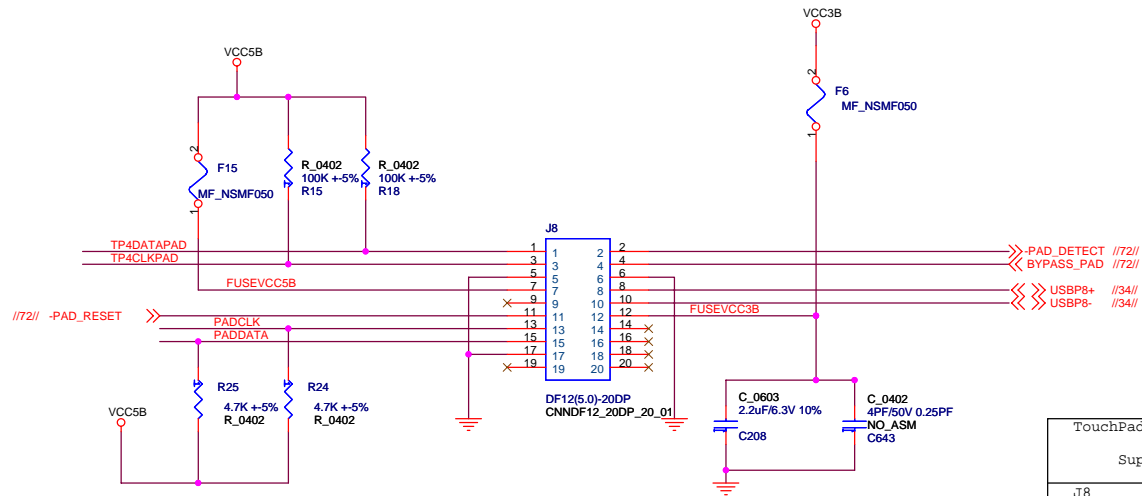 VCC3B
VCC5B
2
F6
MF_NSMF050
1
2
F15
MF_NSMF050
1
R_0402
100K +-5%
R15
R_0402
100K +-5%
R18
J8
TP4DATAPAD
1 1 2 2
-PAD_DETECT //72//
TP4CLKPAD
3 3 4 4
BYPASS_PAD //72//
5 5 6 6
FUSEVCC5B
7 7 8 8
USBP8+ //34//
9 9 10 10
USBP8- //34//
//72// -PAD_RESET
11 11 12 12
FUSEVCC3B
PADCLK
13 13 14 14
PADDATA
15 15 16 16
17 17 18 18
19 19 20 20
DF12(5.0)-20DP
CNNDF12_20DP_20_01
R25
4.7K +-5%
R_0402
R24
4.7K +-5%
R_0402
VCC5B
C_0603
2.2uF/6.3V 10%
C208
C_0402
4PF/50V 0.25PF
NO_ASM
C643
TouchPad
Sup
J8